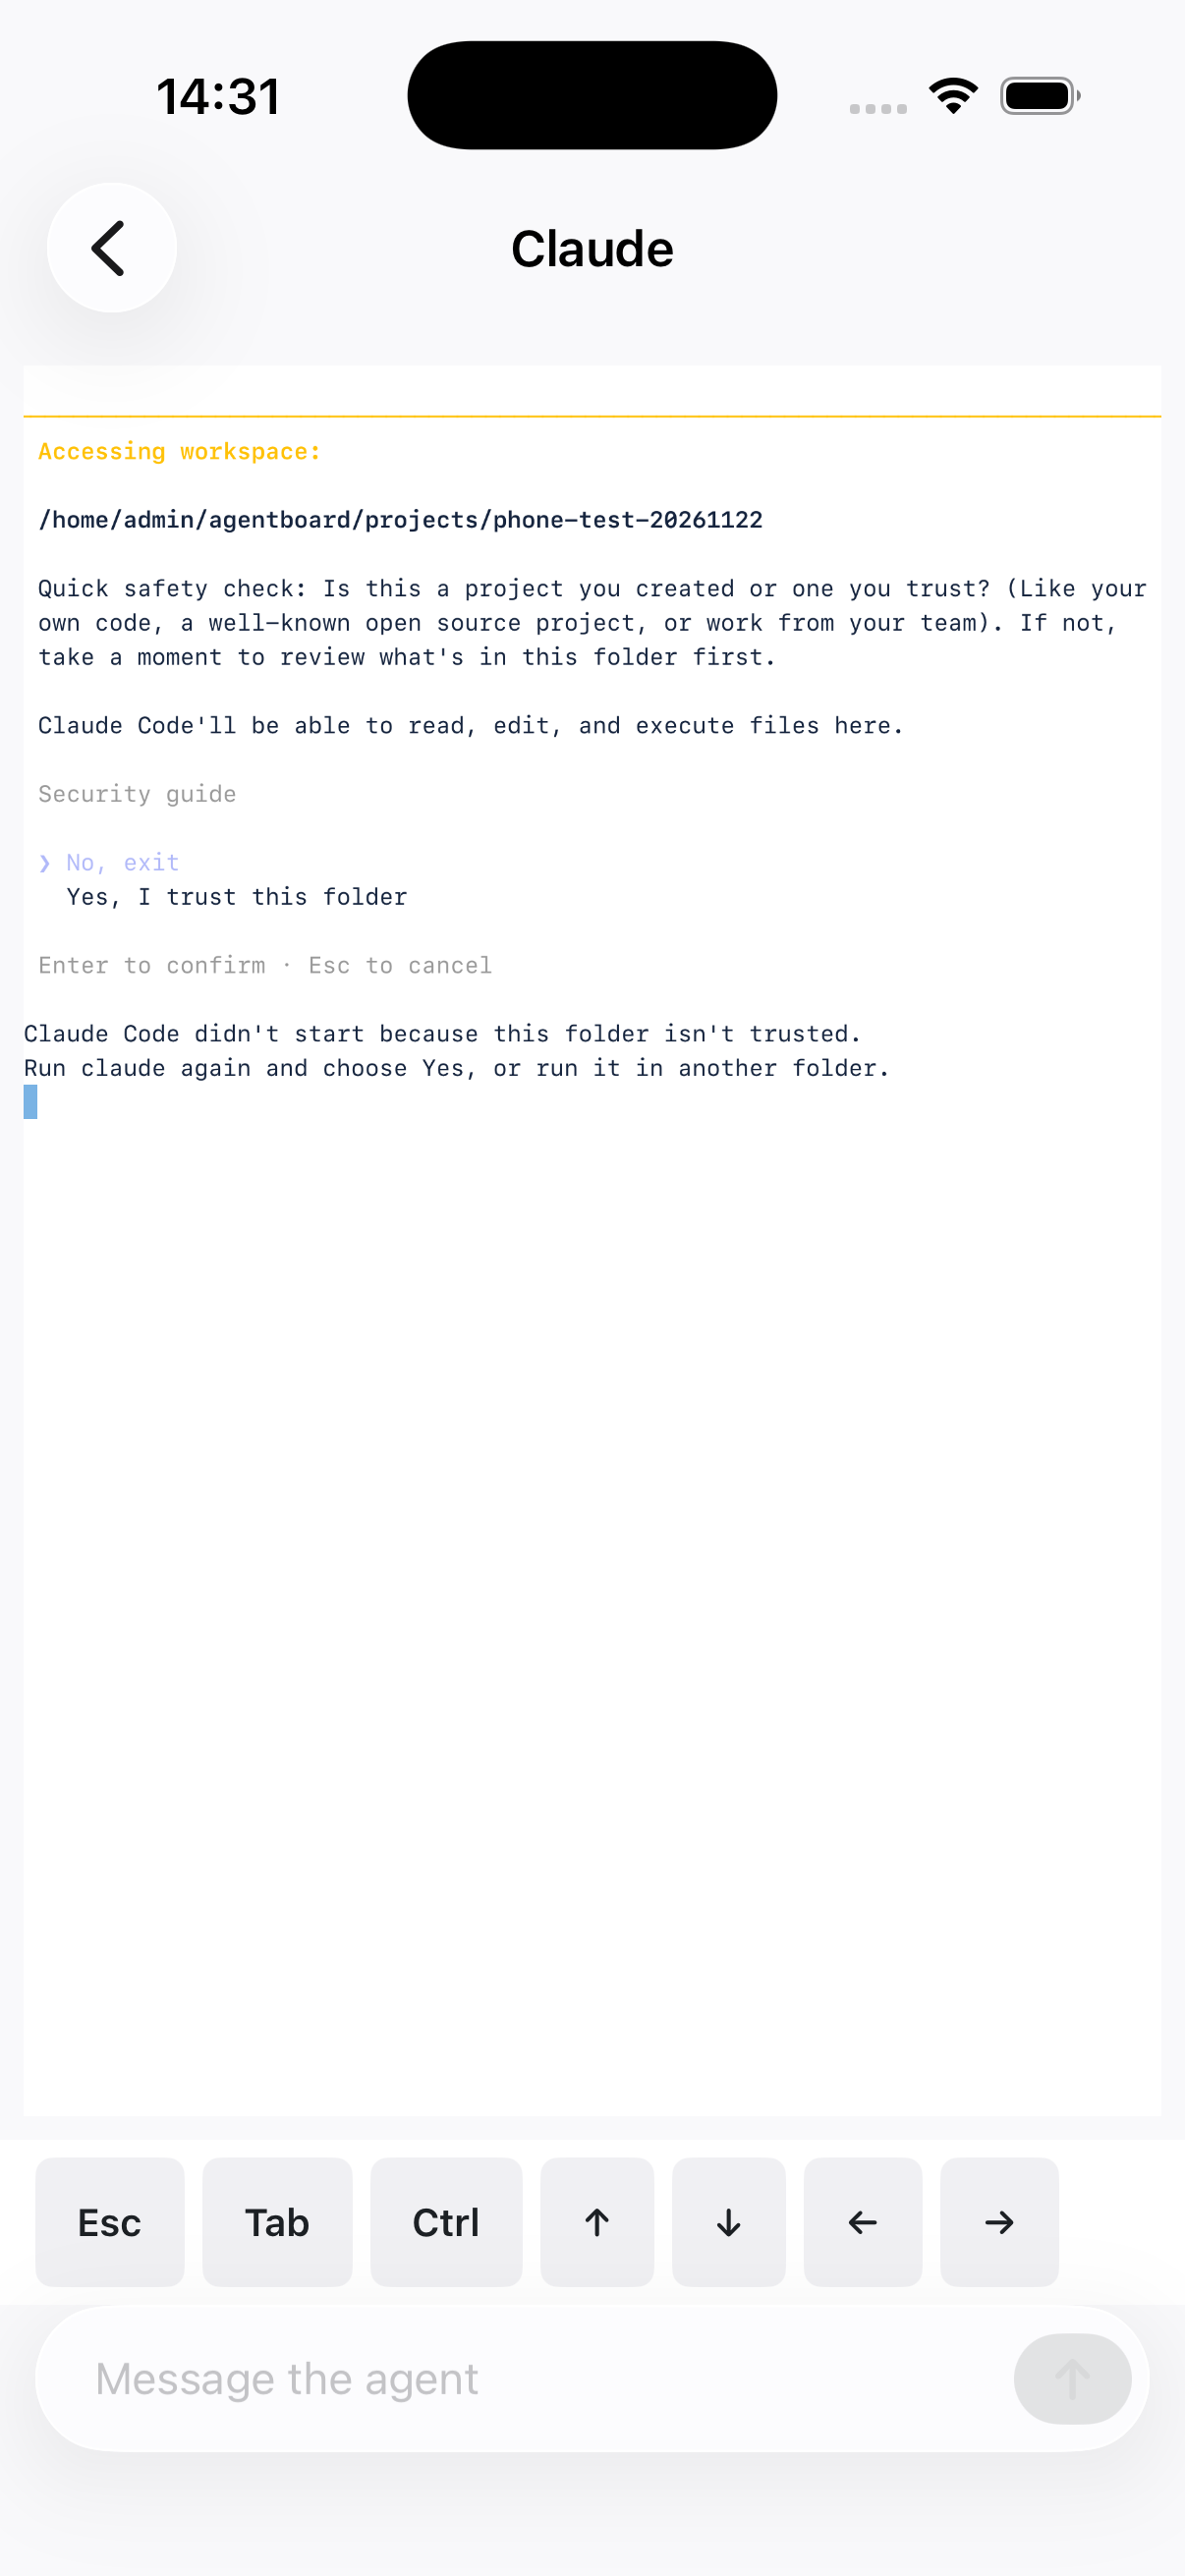 14:31
Claude
Accessing workspace:
/home/admin/agentboard/projects/phone-test-20261122
Quick safety check: Is this a project you created or one you trust? (Like your
own code, a well-known open source project, or work from your team). If not,
take a moment to review what's in this folder first.
Claude Code'll be able to read, edit, and execute files here.
Security guide
❯ No, exit
Yes, I trust this folder
Enter to confirm · Esc to cancel
Claude Code didn't start because this folder isn't trusted.
Run claude again and choose Yes, or run it in another folder.
Esc Tab Ctrl ↑ ↓ ← →
Message the agent